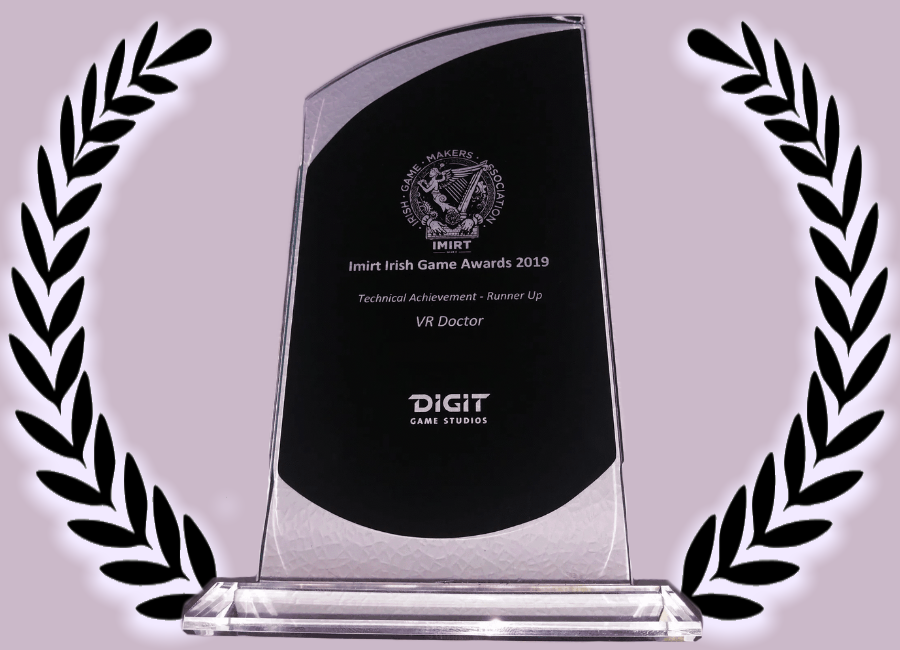 IRISH · GAME · MAKERS · ASSOCIATION
IMIRT
Imirt Irish Game Awards 2019
Technical Achievement - Runner Up
VR Doctor
DIGIT
GAME STUDIOS